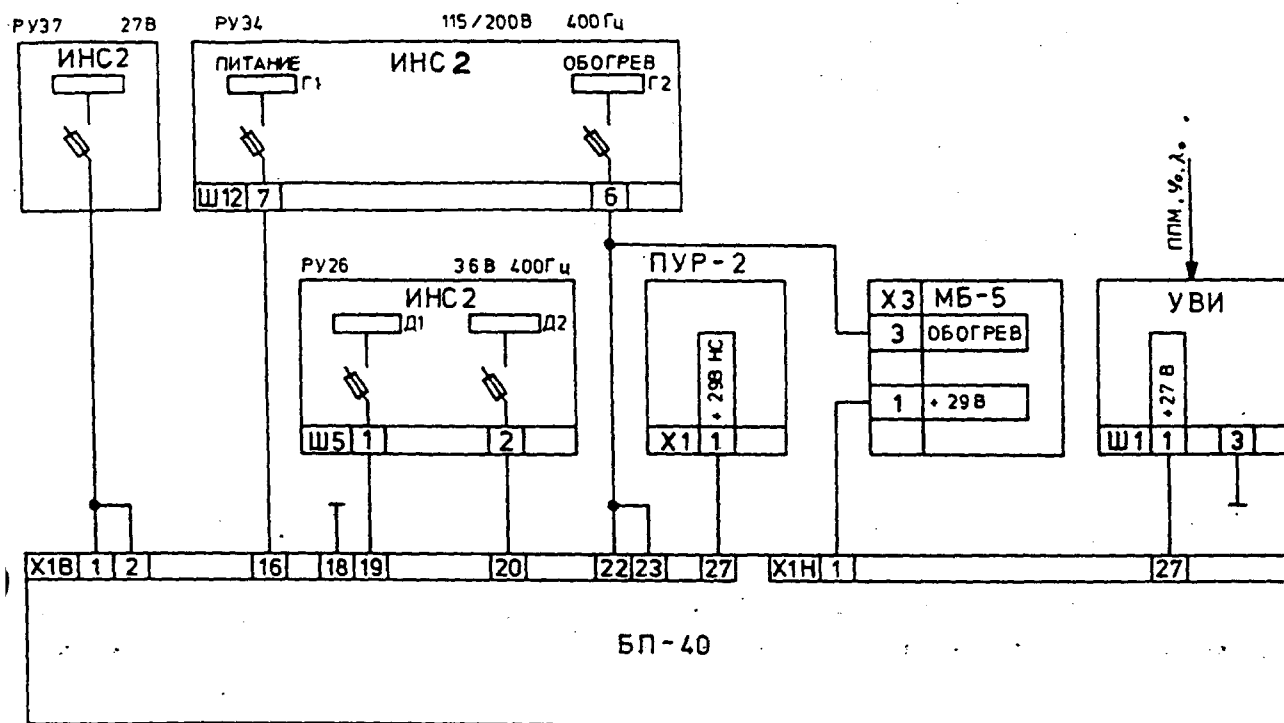 РУ37 27В
ИНС2
РУ34 115/200В 400Гц
ПИТАНИЕ ИНС 2 ОБОГРЕВ
Г1 Г2
Ш12 7 6
РУ26 36В 400Гц
ИНС2
Д1 Д2
Ш5 1 2
ПУР-2
+ 29В НС
Х1 1
Х3 МБ-5
3 ОБОГРЕВ
1 + 29 В
ППМ, φ₀, λ₀
УВИ
+27 В
Ш1 1 3
Х1В 1 2 16 18 19 20 22 23 27
Х1Н 1 27
БП-40